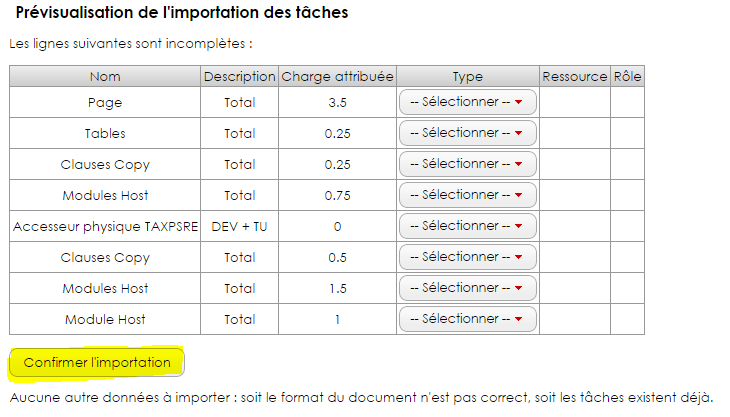 Prévisualisation de l'importation des tâches
Les lignes suivantes sont incomplètes :
Nom Description Charge attribuée Type Ressource Rôle
Page Total 3.5 -- Sélectionner --
Tables Total 0.25 -- Sélectionner --
Clauses Copy Total 0.25 -- Sélectionner --
Modules Host Total 0.75 -- Sélectionner --
Accesseur physique TAXPSRE DEV + TU 0 -- Sélectionner --
Clauses Copy Total 0.5 -- Sélectionner --
Modules Host Total 1.5 -- Sélectionner --
Module Host Total 1 -- Sélectionner --
Confirmer l'importation
Aucune autre données à importer : soit le format du document n'est pas correct, soit les tâches existent déjà.